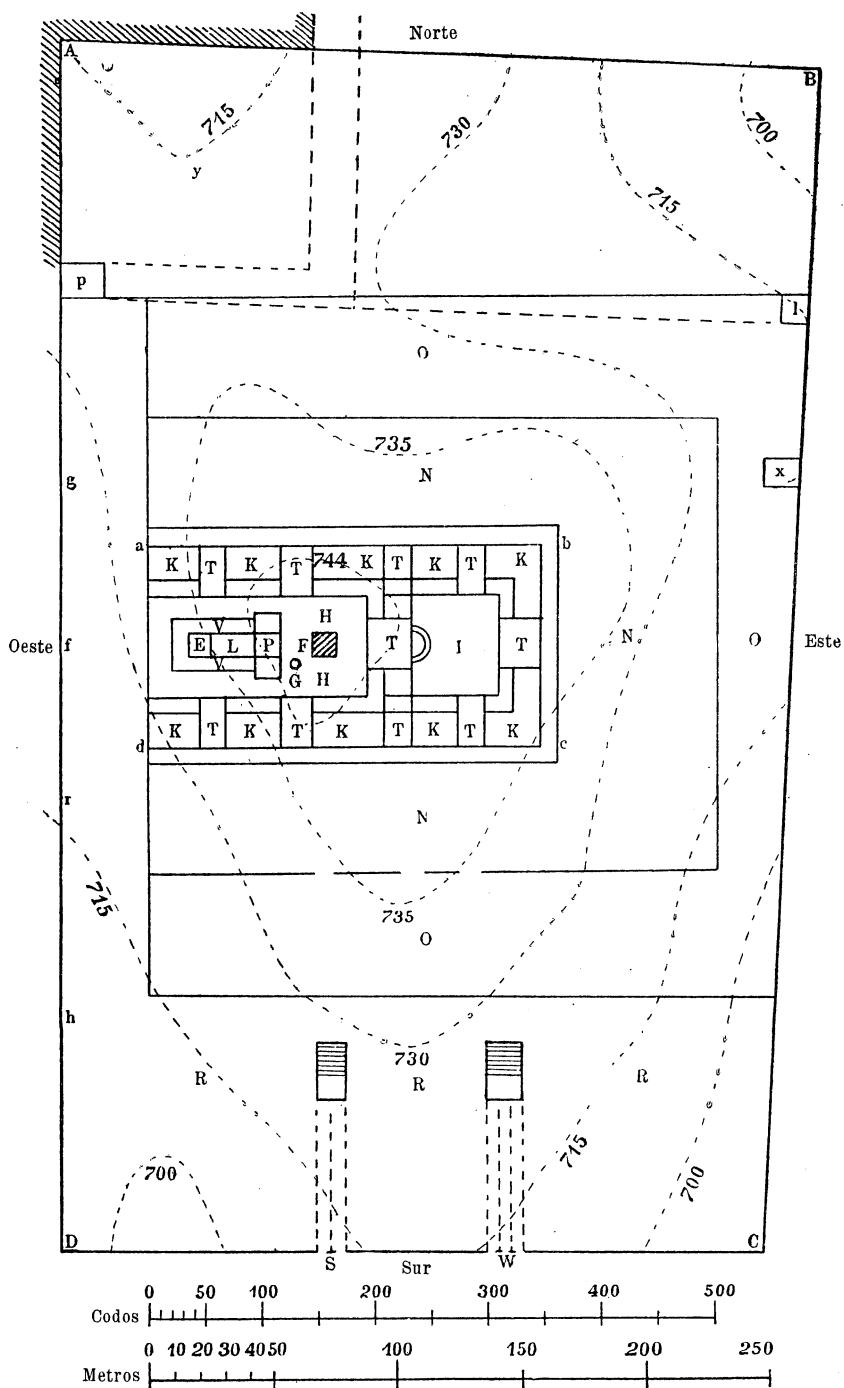 Norte
A
B
715
730
700
y
715
p
l
O
735
g
N
x
a
b
K T K T 744 K T K T K
H
V
Oeste f E L P F T I T N O Este
V
G H
d
K T K T K T K T K
c
r
N
715
735
O
h
730
R R R
700
715
700
D
C
S
Sur
W
0 50 100 200 300 400 500
Codos
0 10 20 30 40 50 100 150 200 250
Metros